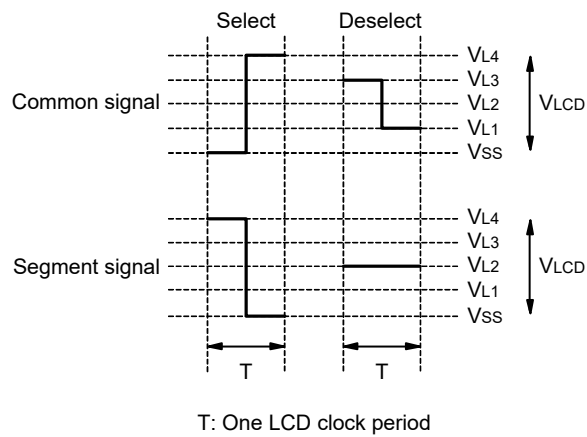 Select Deselect
VL4
VL3
Common signal VL2 VLCD
VL1
VSS
VL4
VL3
Segment signal VL2 VLCD
VL1
VSS
T T
T: One LCD clock period